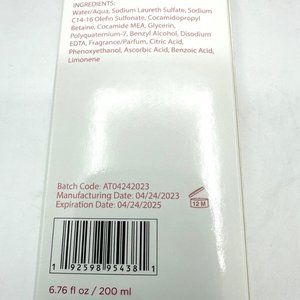 INGREDIENTS:
Water/Aqua, Sodium Laureth Sulfate, Sodium
C14-16 Olefin Sulfonate, Cocamidopropyl
Betaine, Cocamide MEA, Glycerin,
Polyquaternium-7, Benzyl Alcohol, Disodium
EDTA, Fragrance/Parfum, Citric Acid,
Phenoxyethanol, Ascorbic Acid, Benzoic Acid,
Limonene
Batch Code: AT04242023
Manufacturing Date: 04/24/2023
Expiration Date: 04/24/2025
12 M
1 92598 95438 1
6.76 fl oz / 200 ml